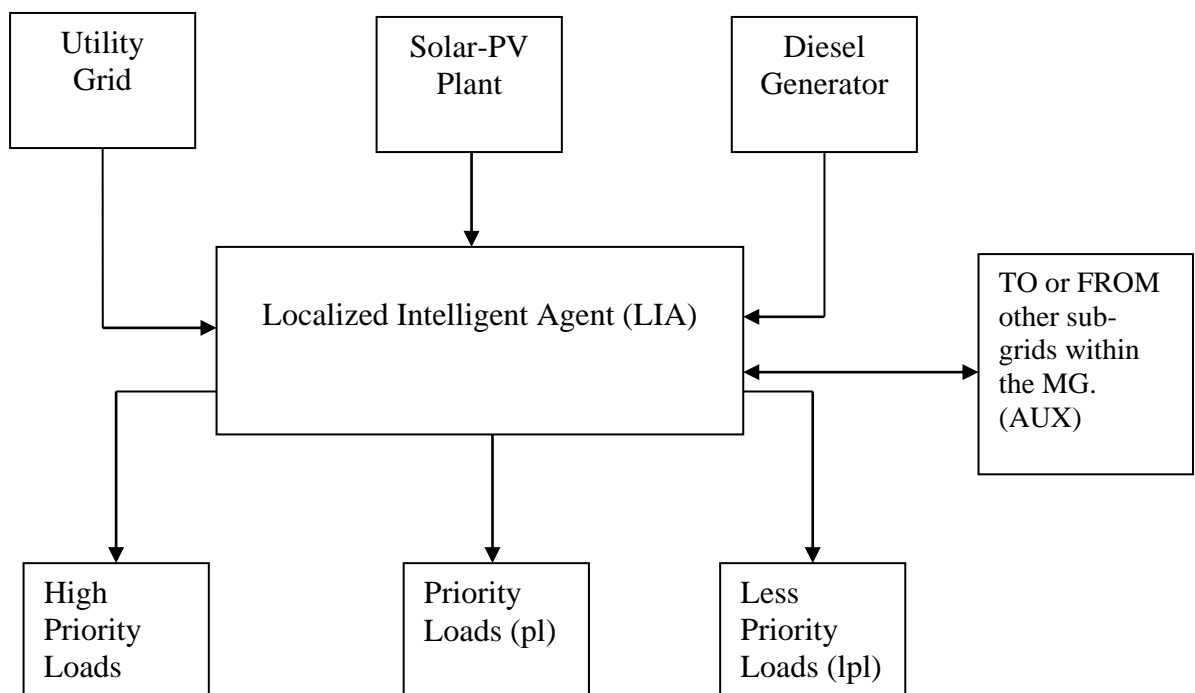 Utility
Grid
Solar-PV
Plant
Diesel
Generator
Localized Intelligent Agent (LIA)
TO or FROM
other sub-
grids within
the MG.
(AUX)
High
Priority
Loads
Priority
Loads (pl)
Less
Priority
Loads (lpl)